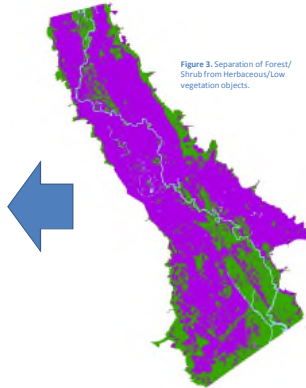 Figure 3. Separation of Forest/
Shrub from Herbaceous/Low
vegetation objects.